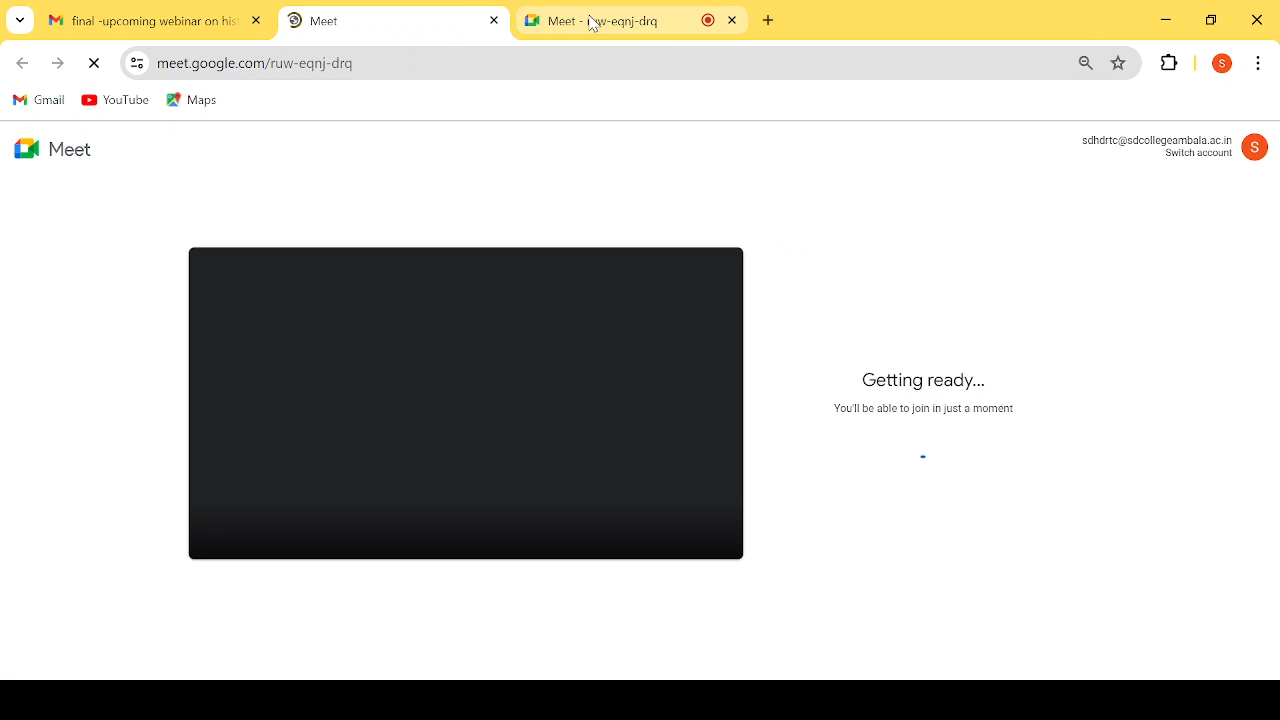 final -upcoming webinar on his
Meet
Meet - ruw-eqnj-drq
meet.google.com/ruw-eqnj-drq
S
Gmail
YouTube
Maps
Meet
sdhdrtc@sdcollegeambala.ac.in
Switch account
S
Getting ready...
You'll be able to join in just a moment